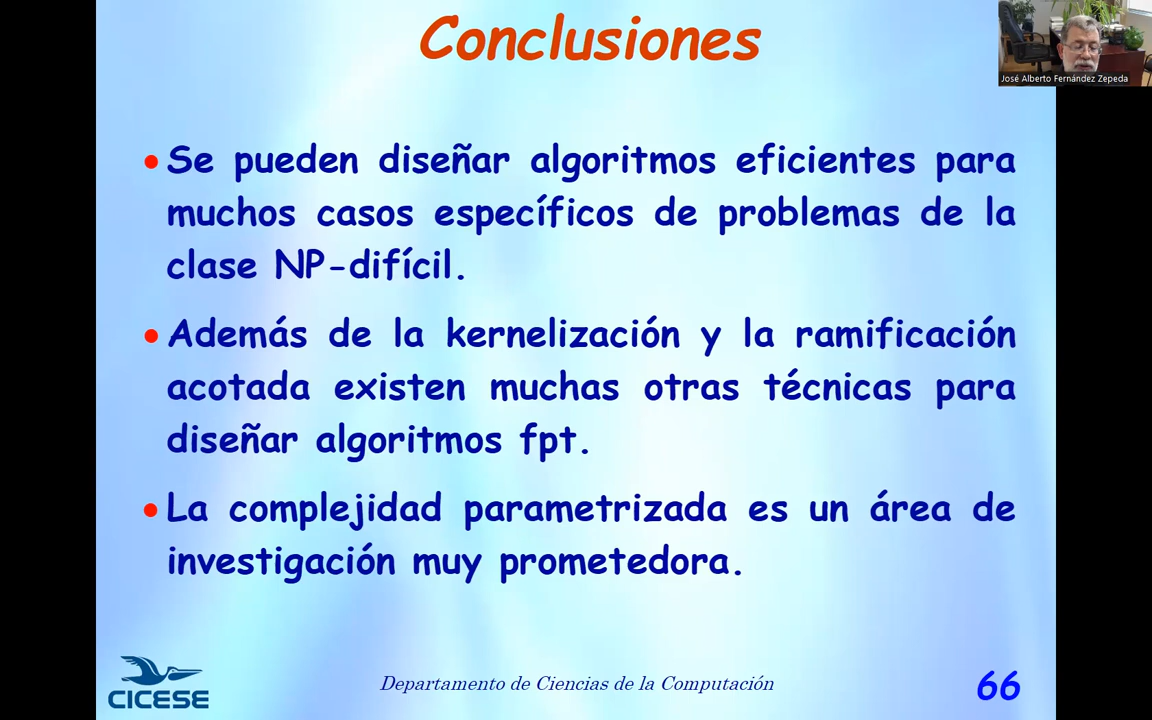 Conclusiones
José Alberto Fernández Zepeda
• Se pueden diseñar algoritmos eficientes para
muchos casos específicos de problemas de la
clase NP-difícil.
• Además de la kernelización y la ramificación
acotada existen muchas otras técnicas para
diseñar algoritmos fpt.
• La complejidad parametrizada es un área de
investigación muy prometedora.
CICESE
Departamento de Ciencias de la Computación
66